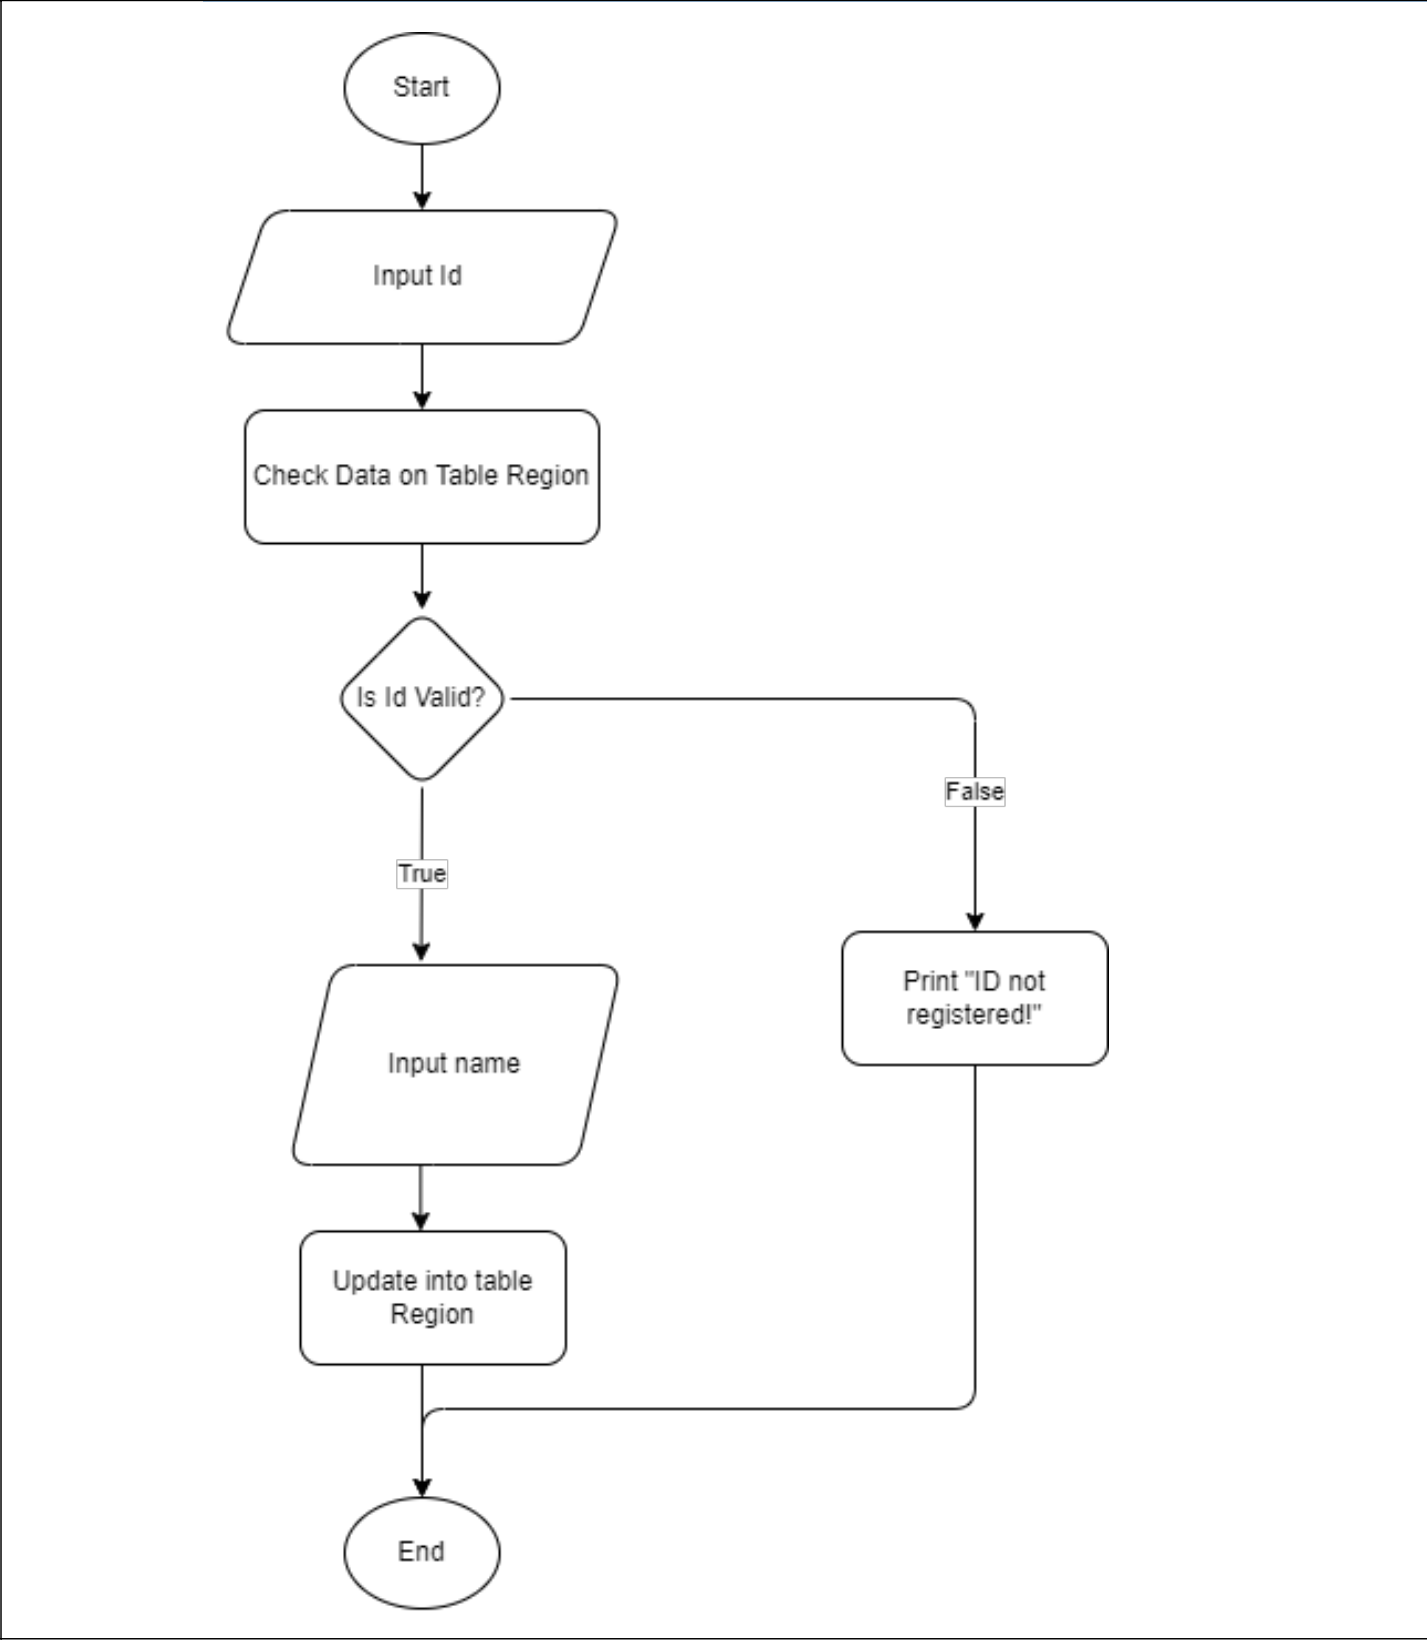 Start
Input Id
Check Data on Table Region
Is Id Valid?
False
True
Print "ID not
registered!"
Input name
Update into table
Region
End